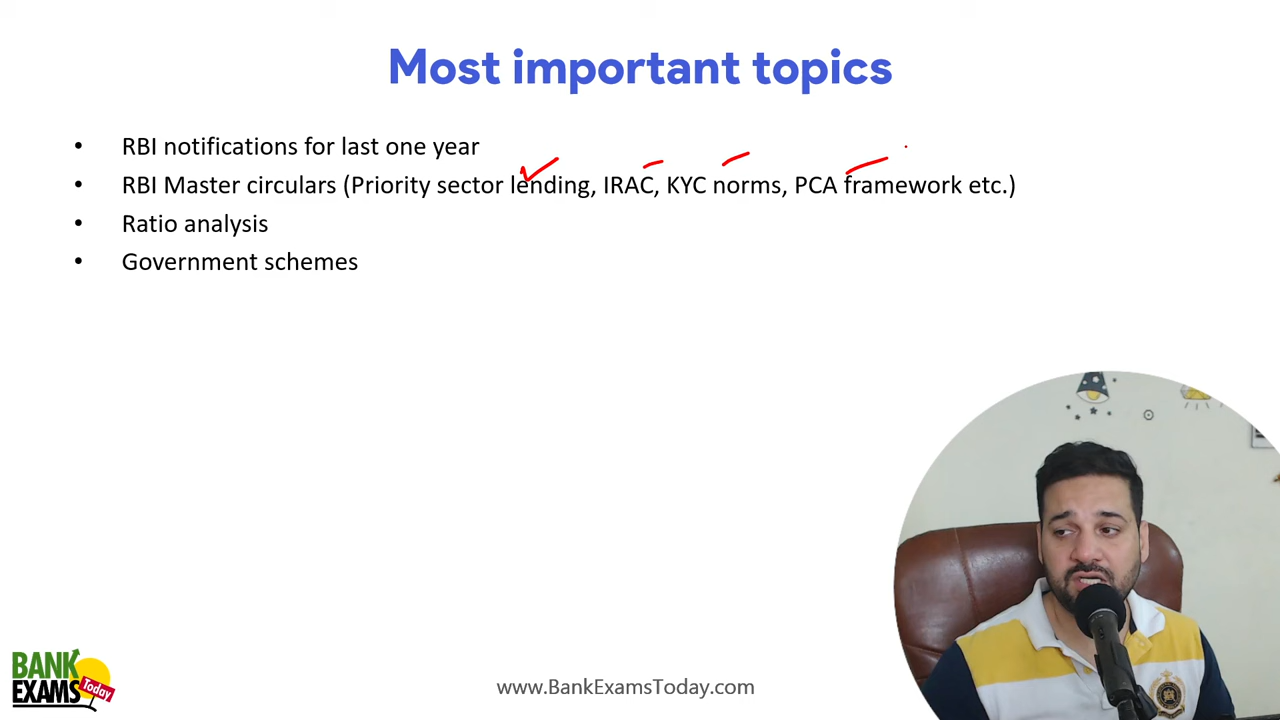 Most important topics
• RBI notifications for last one year
• RBI Master circulars (Priority sector lending, IRAC, KYC norms, PCA framework etc.)
• Ratio analysis
• Government schemes
BANK
EXAMS
Today
www.BankExamsToday.com